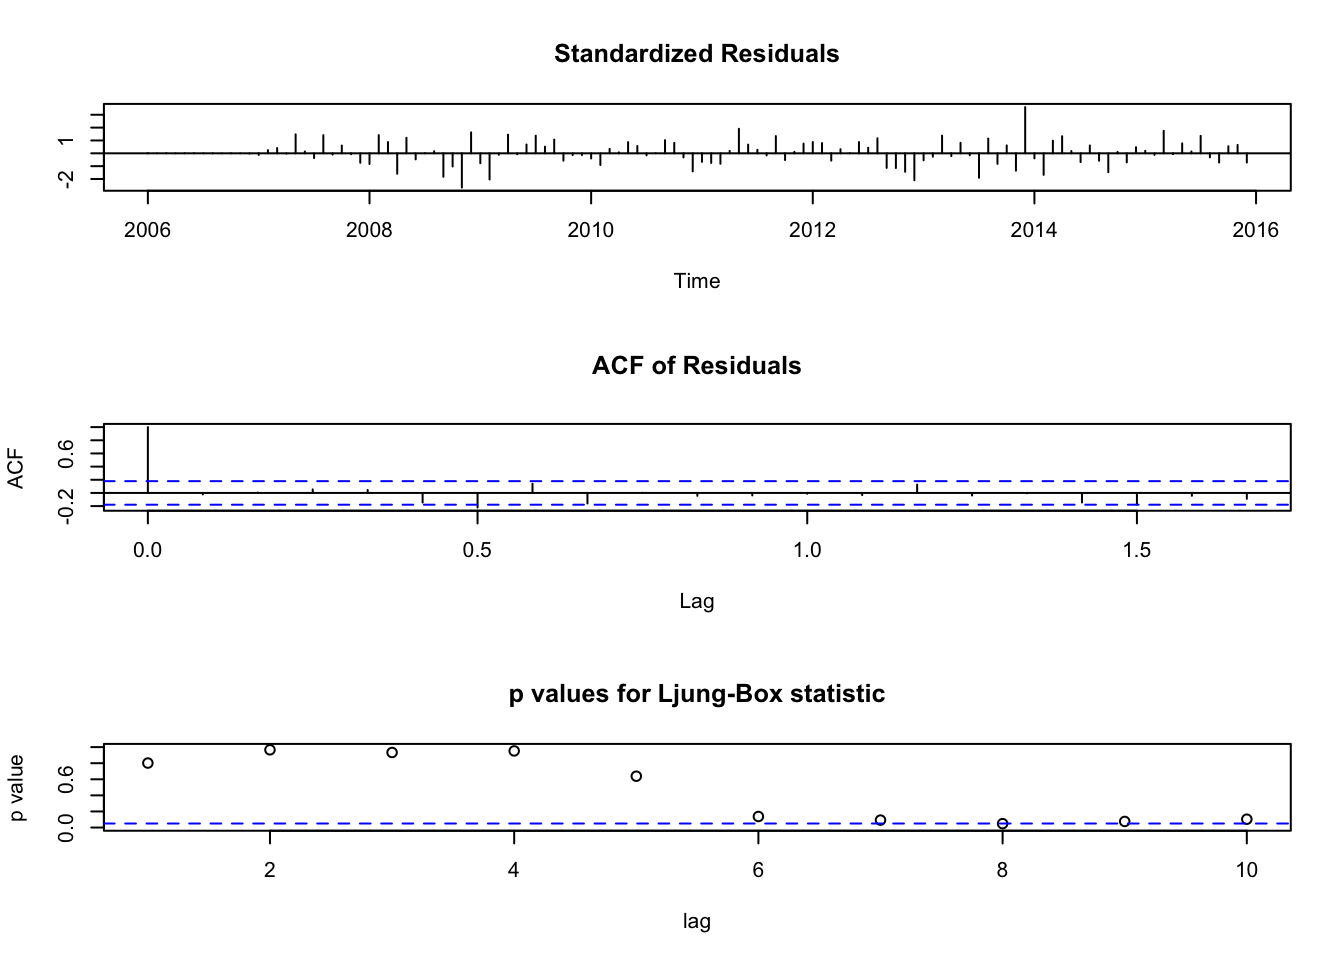 Standardized Residuals
1
-2
2006 2008 2010 2012 2014 2016
Time
ACF of Residuals
ACF
0.6
-0.2
0.0 0.5 1.0 1.5
Lag
p values for Ljung-Box statistic
p value
0.6
0.0
2 4 6 8 10
lag